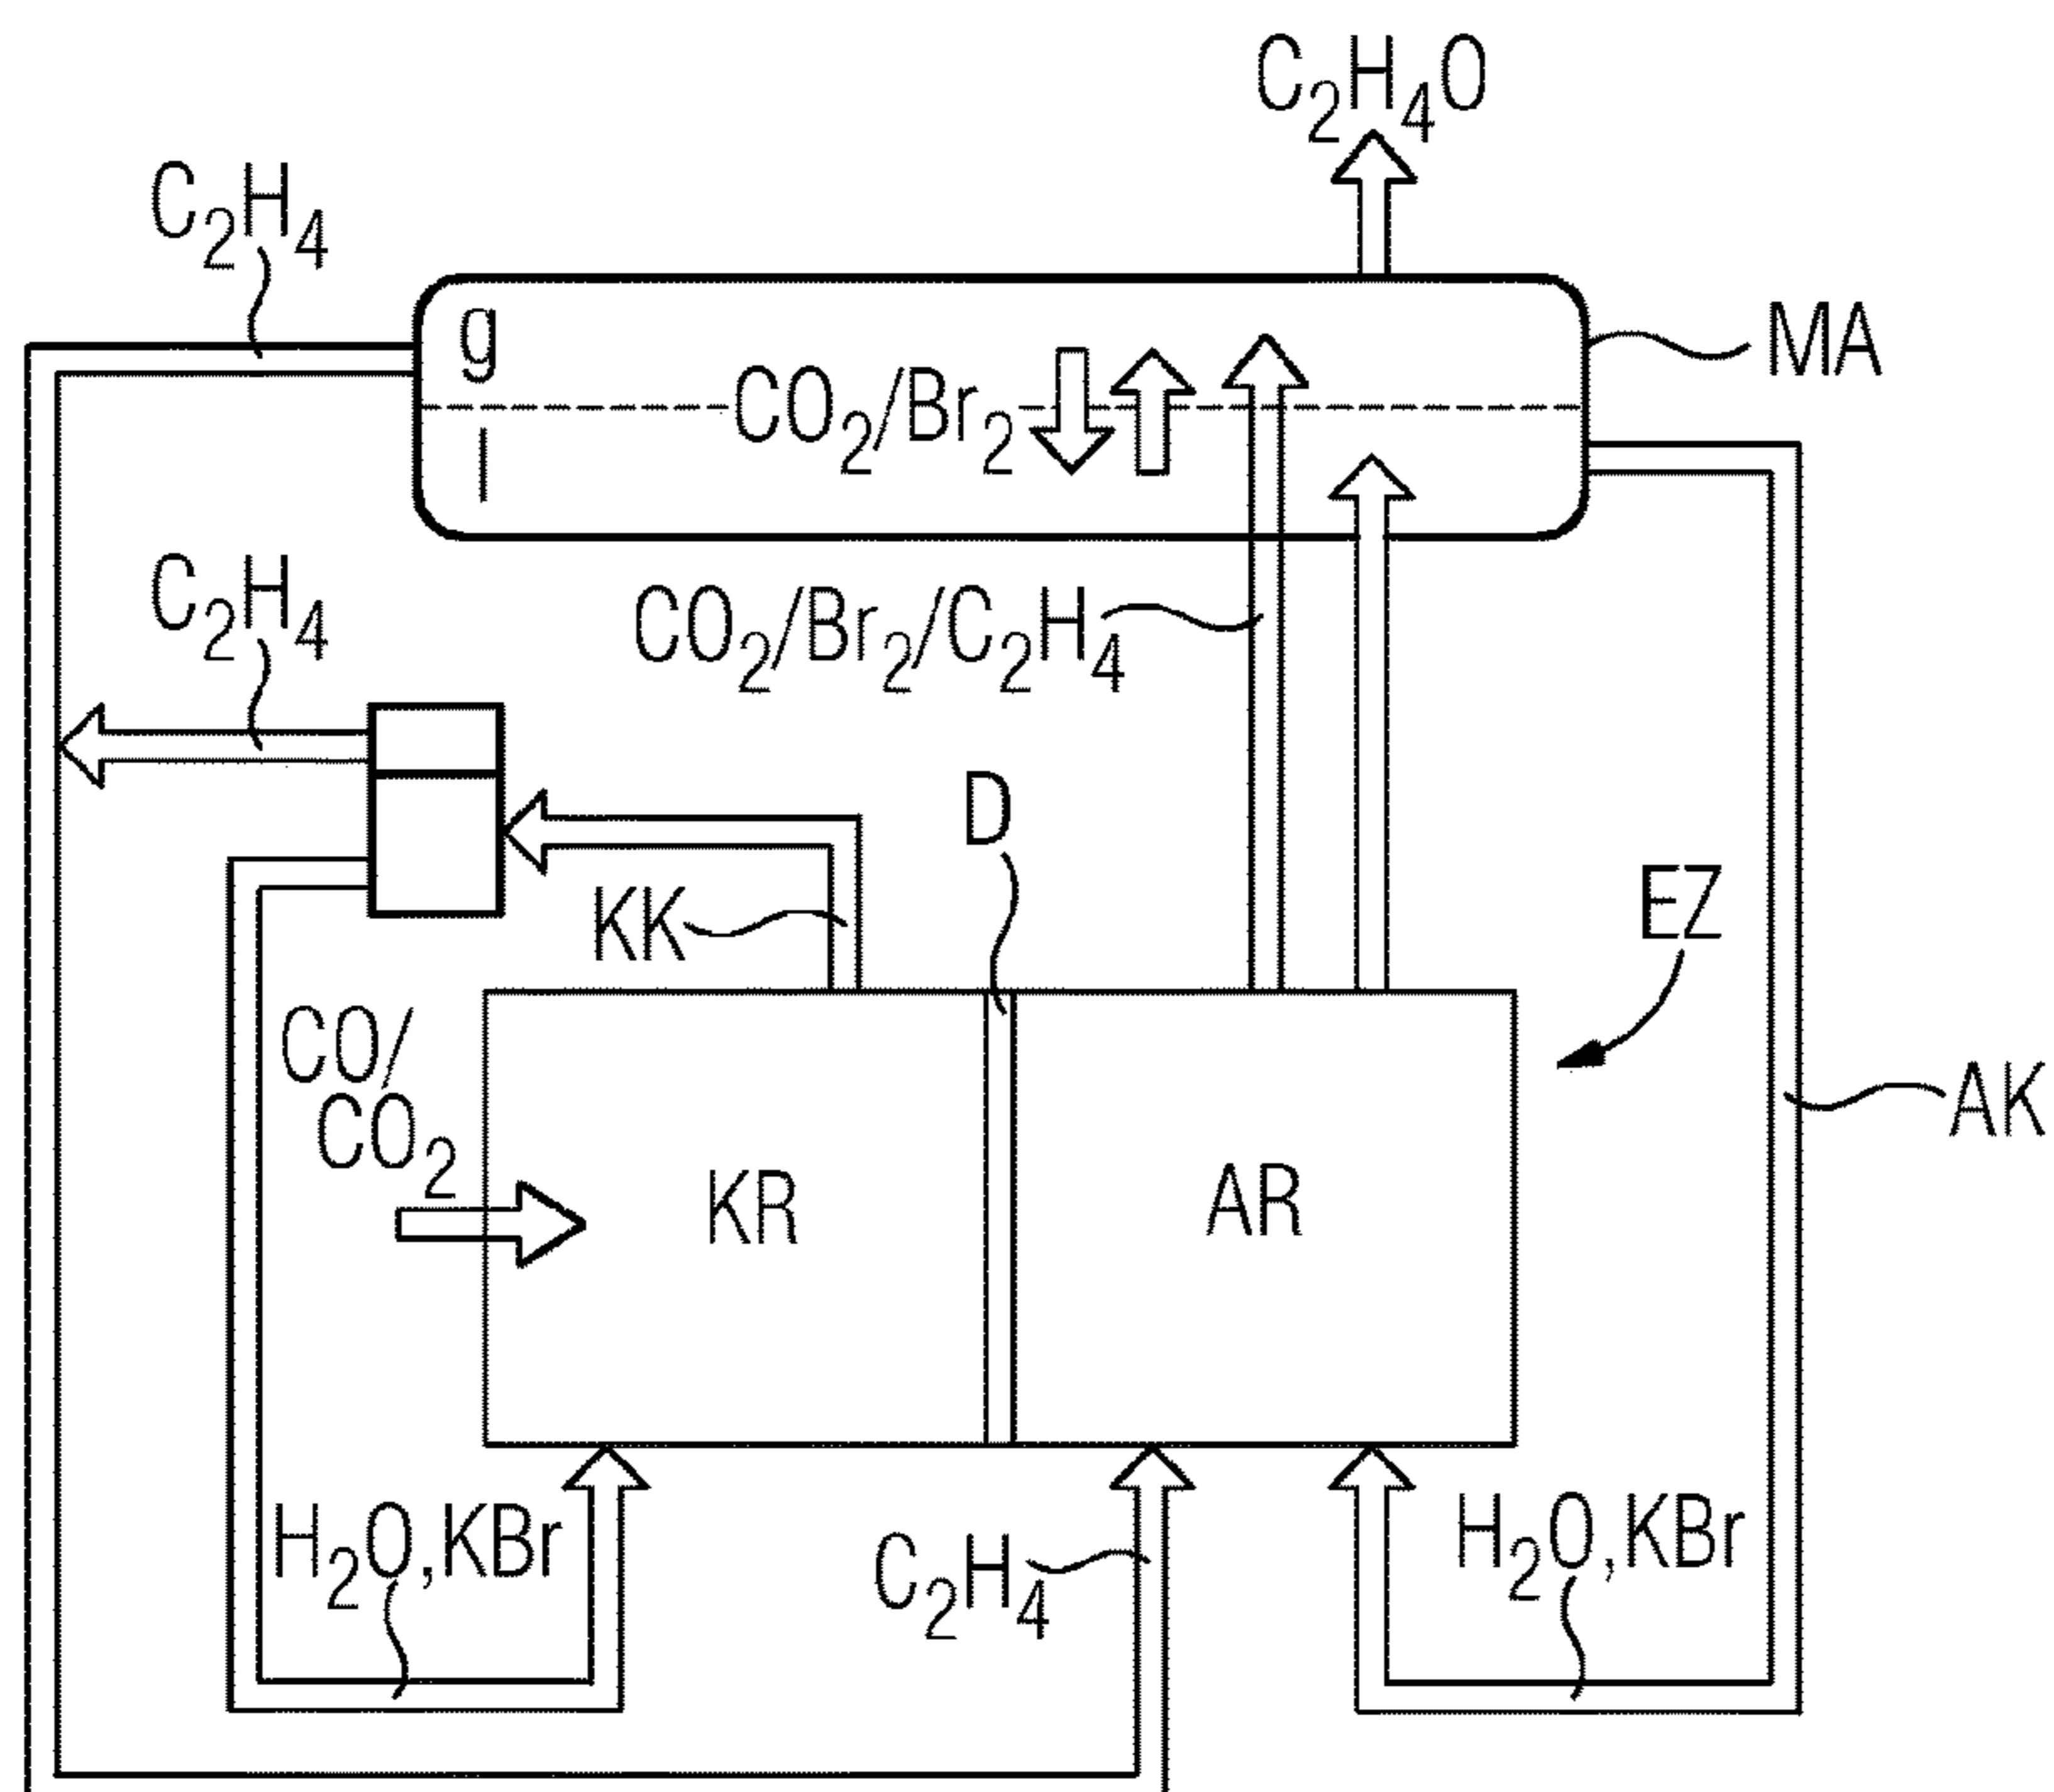 C2H4O
C2H4
g
MA
CO2/Br2
l
C2H4
CO2/Br2/C2H4
D
EZ
KK
CO/
CO2
AK
KR
AR
H2O,KBr
C2H4
H2O,KBr